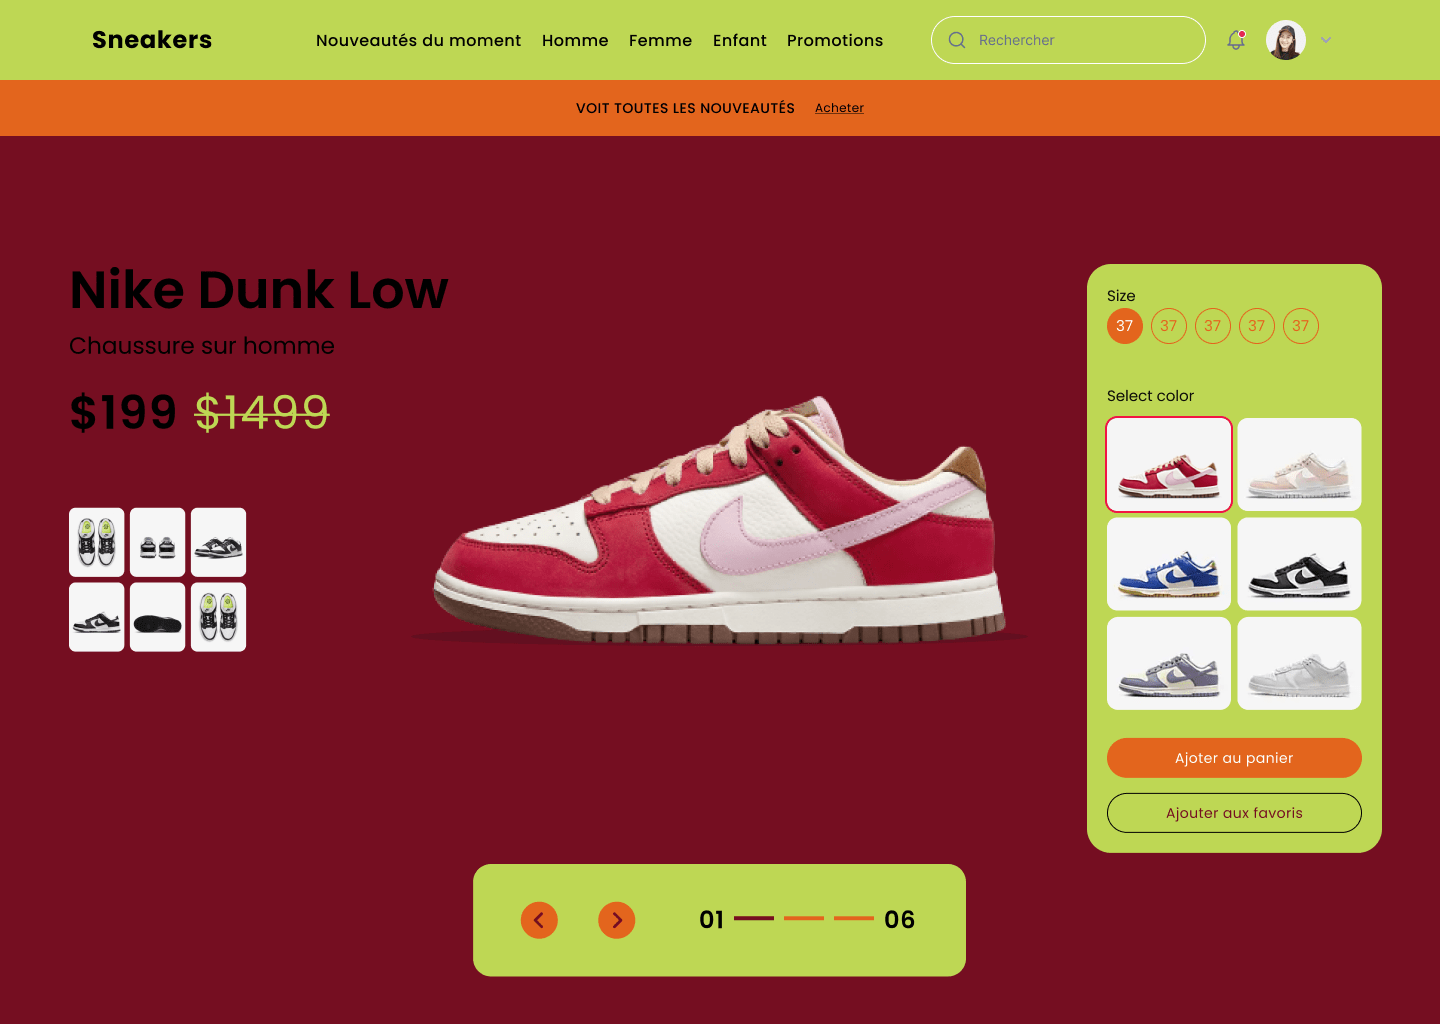 Sneakers
Nouveautés du moment Homme Femme Enfant Promotions
Rechercher
VOIT TOUTES LES NOUVEAUTÉS Acheter
Nike Dunk Low
Chaussure sur homme
$199 $1499
Size
37 37 37 37 37
Select color
Ajoter au panier
Ajouter aux favoris
01 06